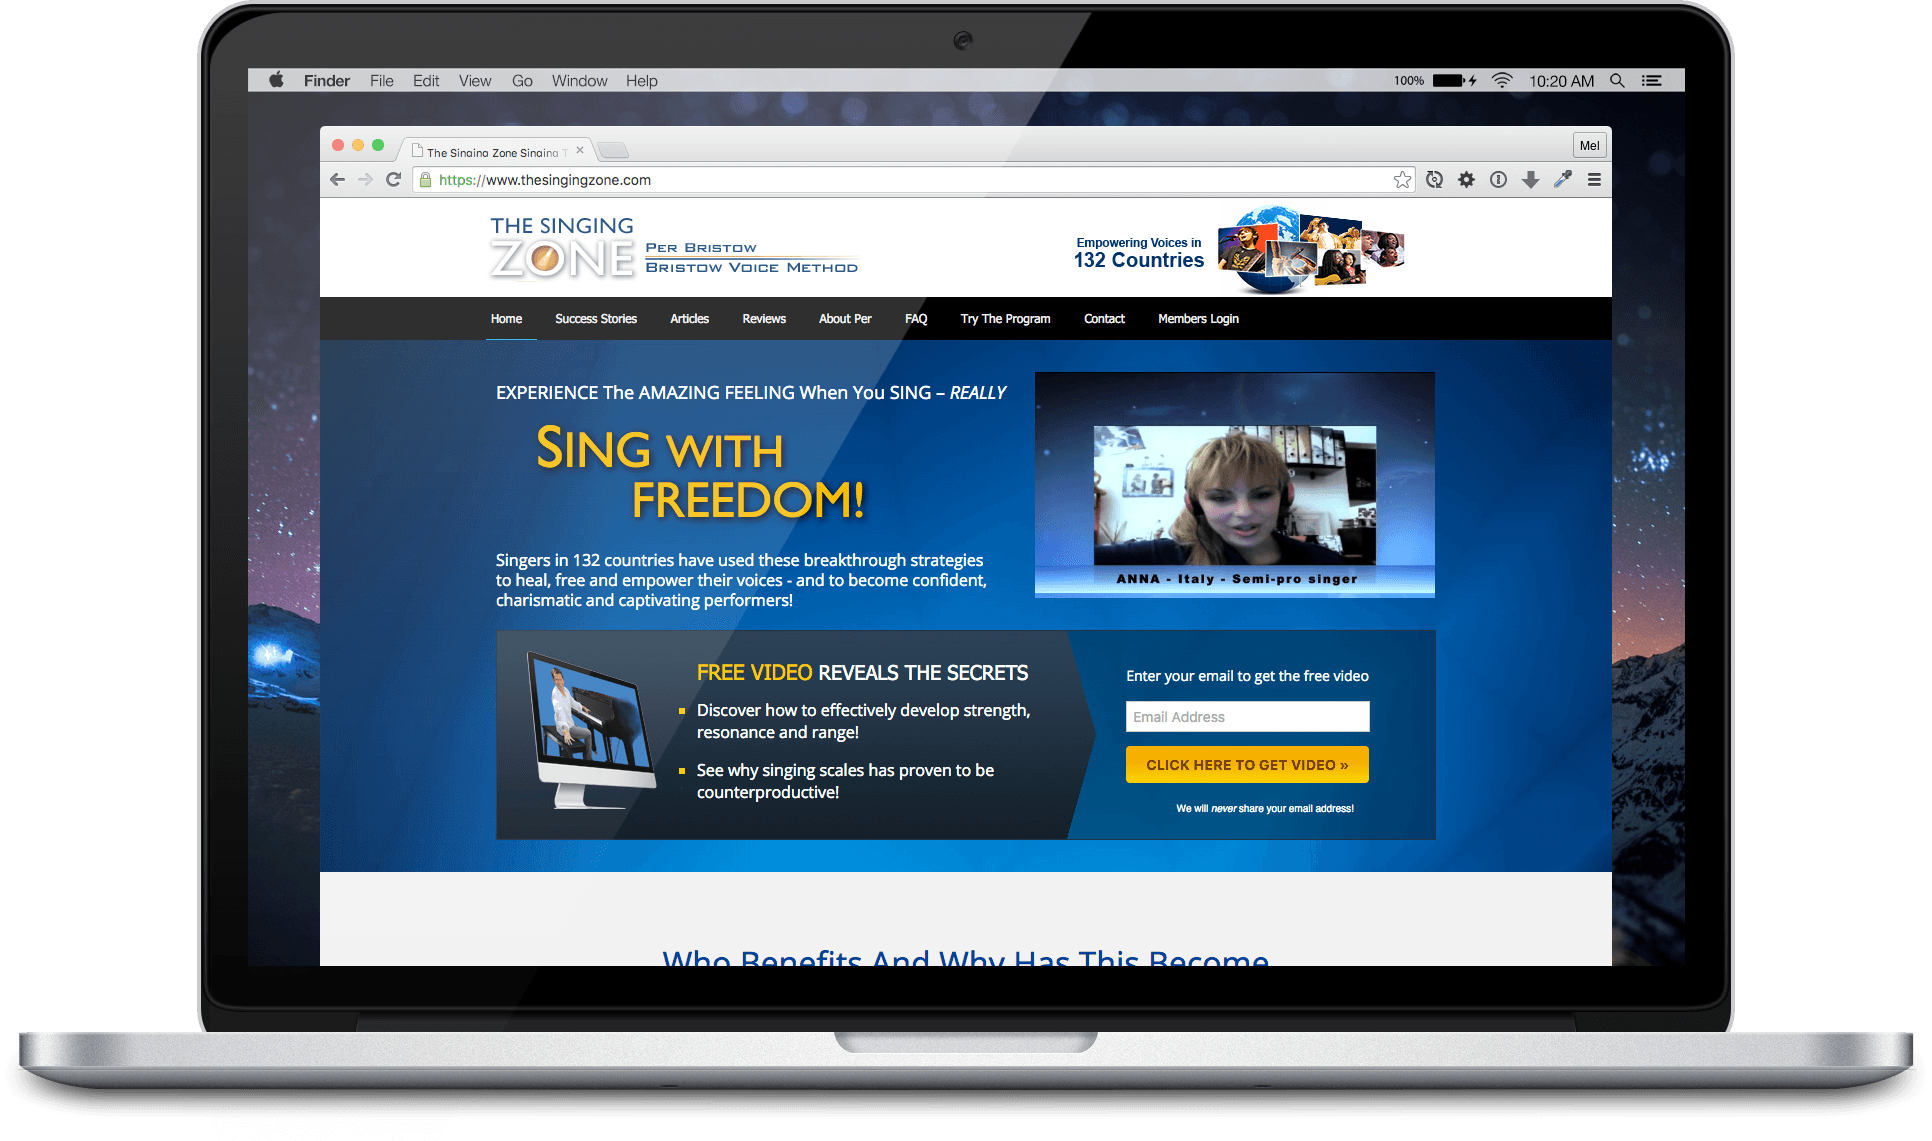 Finder File Edit View Go Window Help 100% 10:20 AM
The Singing Zone Singing T
Mel
https://www.thesingingzone.com
THE SINGING
ZONE
PER BRISTOW
BRISTOW VOICE METHOD
Empowering Voices in
132 Countries
Home Success Stories Articles Reviews About Per FAQ Try The Program Contact Members Login
EXPERIENCE The AMAZING FEELING When You SING – REALLY
SING WITH
FREEDOM!
Singers in 132 countries have used these breakthrough strategies
to heal, free and empower their voices - and to become confident,
charismatic and captivating performers!
ANNA - Italy - Semi-pro singer
FREE VIDEO REVEALS THE SECRETS
Discover how to effectively develop strength,
resonance and range!
See why singing scales has proven to be
counterproductive!
Enter your email to get the free video
Email Address
CLICK HERE TO GET VIDEO »
We will never share your email address!
Who Benefits And Why Has This Become